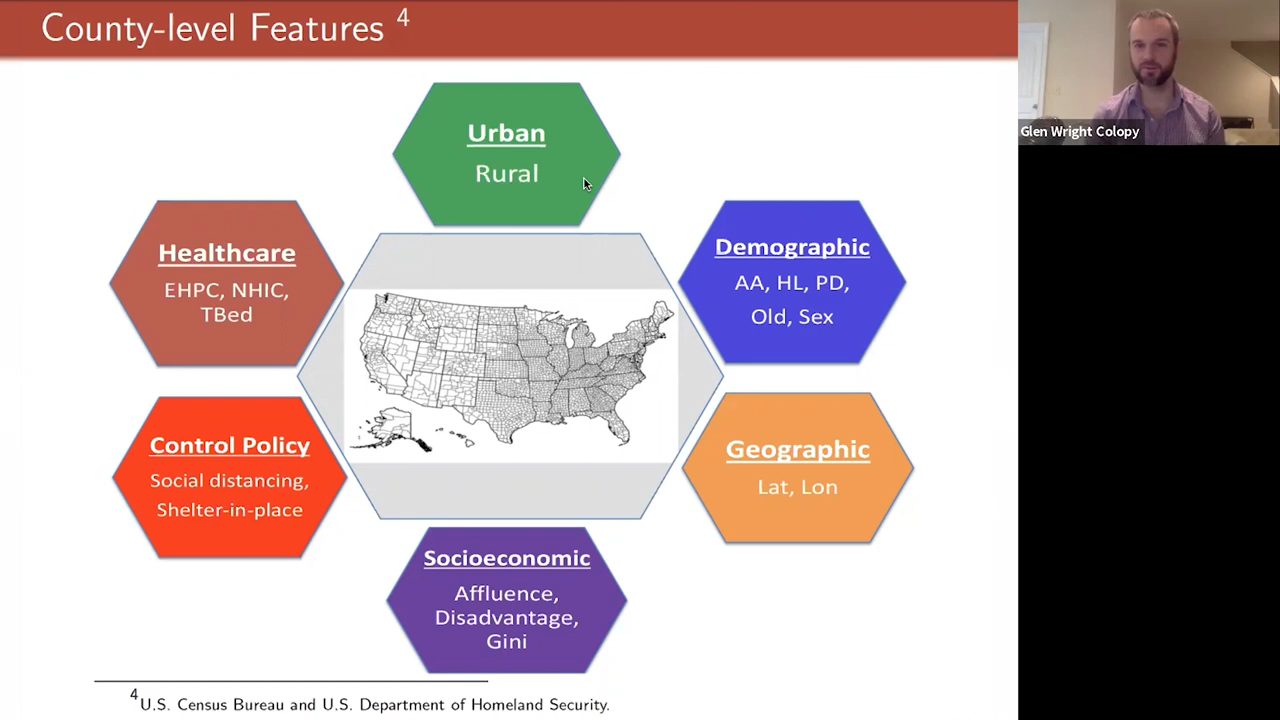 County-level Features 4
Urban
Rural
Healthcare
EHPC, NHIC,
TBed
Demographic
AA, HL, PD,
Old, Sex
Control Policy
Social distancing,
Shelter-in-place
Geographic
Lat, Lon
Socioeconomic
Affluence,
Disadvantage,
Gini
4 U.S. Census Bureau and U.S. Department of Homeland Security.
Glen Wright Colopy